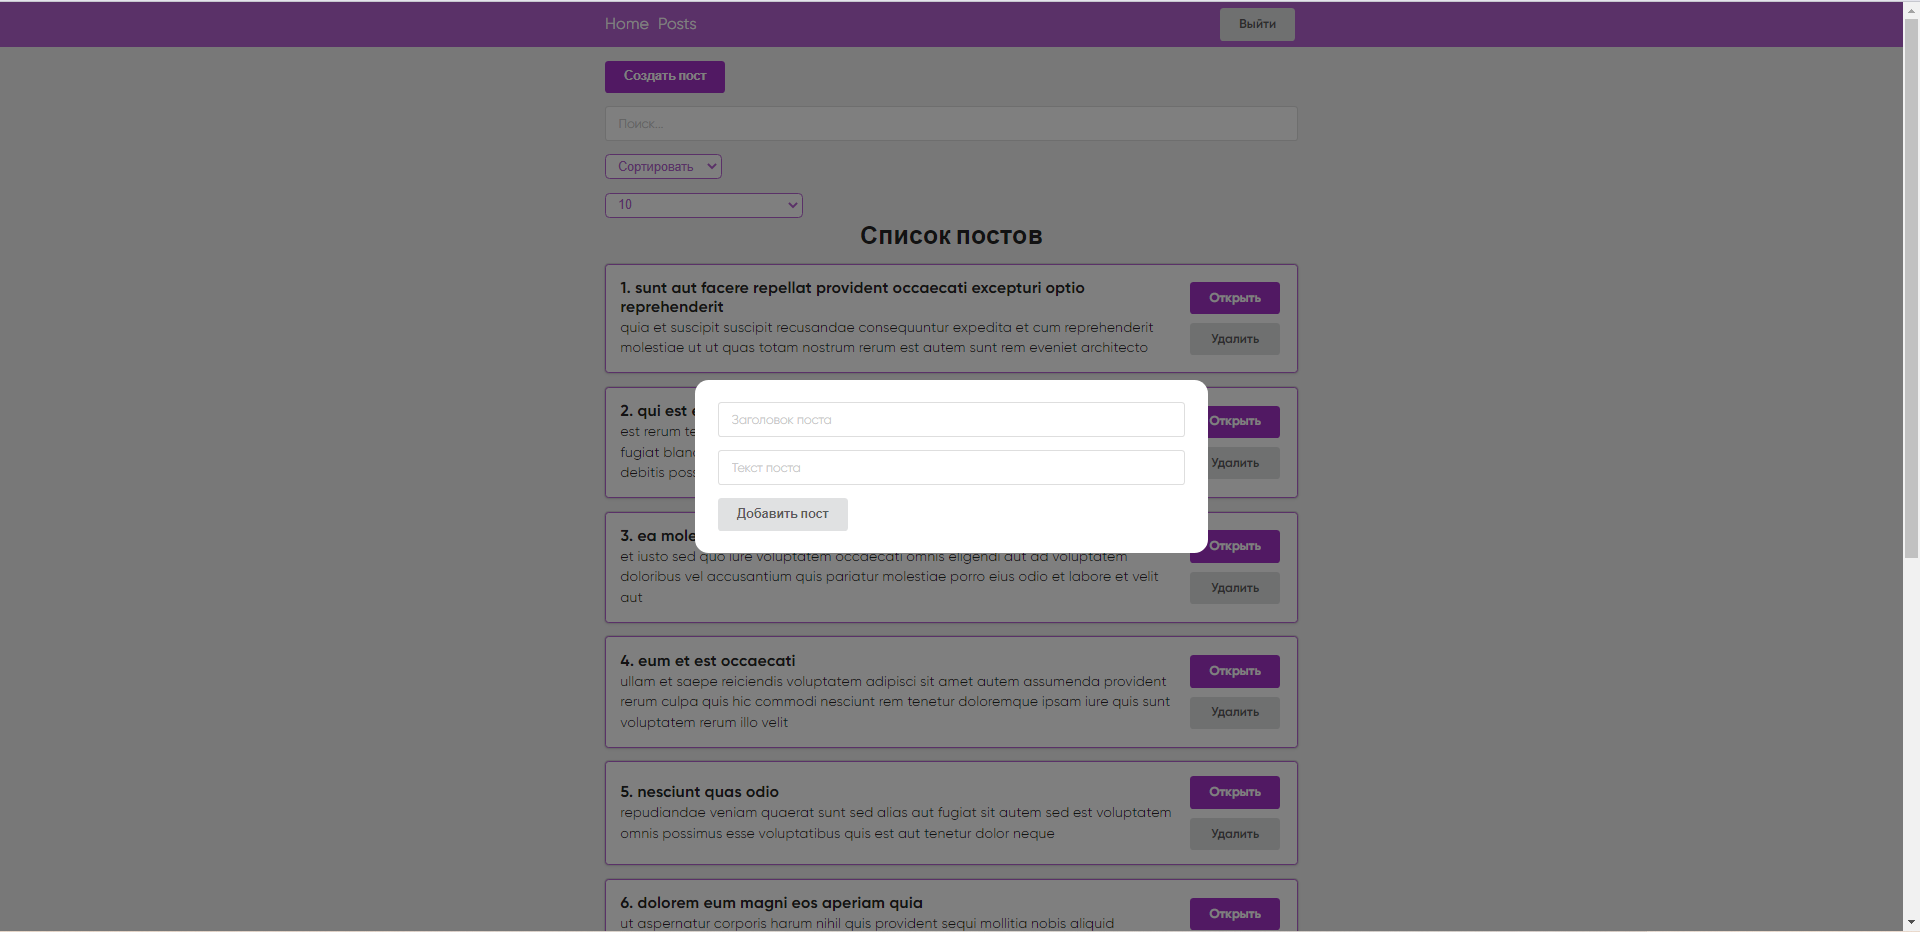 Home Posts
Выйти
Создать пост
Поиск...
Сортировать
10
Список постов
1. sunt aut facere repellat provident occaecati excepturi optio
reprehenderit
quia et suscipit suscipit recusandae consequuntur expedita et cum reprehenderit
molestiae ut ut quas totam nostrum rerum est autem sunt rem eveniet architecto
Открыть
Удалить
2. qui est
est rerum
fugiat
debitis
Открыть
Удалить
Заголовок поста
Текст поста
Добавить пост
3. ea
et iusto sed quo iure voluptatem occaecati omnis eligendi aut ad voluptatem
doloribus vel accusantium quis pariatur molestiae porro eius odio et labore et velit
aut
Открыть
Удалить
4. eum et est occaecati
ullam et saepe reiciendis voluptatem adipisci sit amet autem assumenda provident
rerum culpa quis hic commodi nesciunt rem tenetur doloremque ipsam iure quis sunt
voluptatem rerum illo velit
Открыть
Удалить
5. nesciunt quas odio
repudiandae veniam quaerat sunt sed alias aut fugiat sit autem sed est voluptatem
omnis possimus esse voluptatibus quis est aut tenetur dolor neque
Открыть
Удалить
6. dolorem eum magni eos aperiam quia
ut aspernatur corporis harum nihil quis provident sequi mollitia nobis aliquid
Открыть